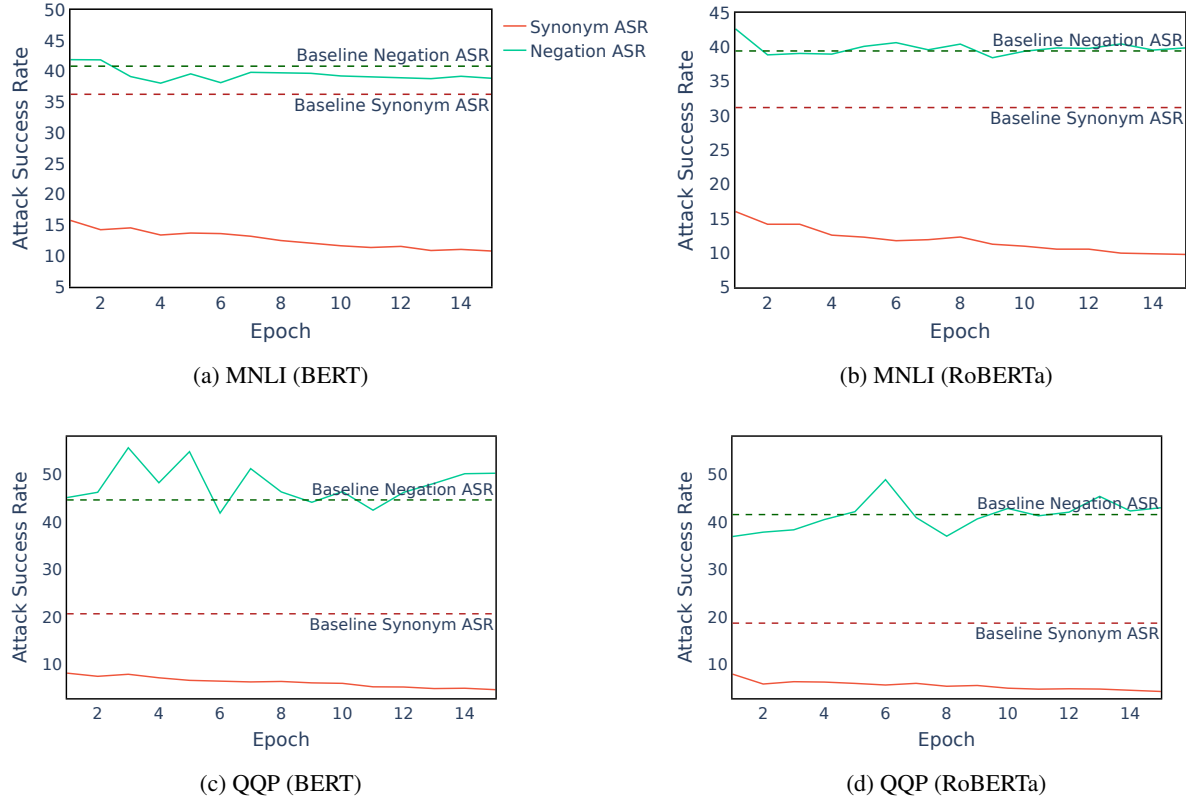 50
45
40
35
30
25
20
15
10
5
Attack Success Rate
Baseline Negation ASR
Baseline Synonym ASR
2 4 6 8 10 12 14
Epoch
Synonym ASR
Negation ASR
(a) MNLI (BERT)
45
40
35
30
25
20
15
10
5
Attack Success Rate
Baseline Negation ASR
Baseline Synonym ASR
2 4 6 8 10 12 14
Epoch
(b) MNLI (RoBERTa)
50
40
30
20
10
Attack Success Rate
Baseline Negation ASR
Baseline Synonym ASR
2 4 6 8 10 12 14
Epoch
(c) QQP (BERT)
50
40
30
20
10
Attack Success Rate
Baseline Negation ASR
Baseline Synonym ASR
2 4 6 8 10 12 14
Epoch
(d) QQP (RoBERTa)